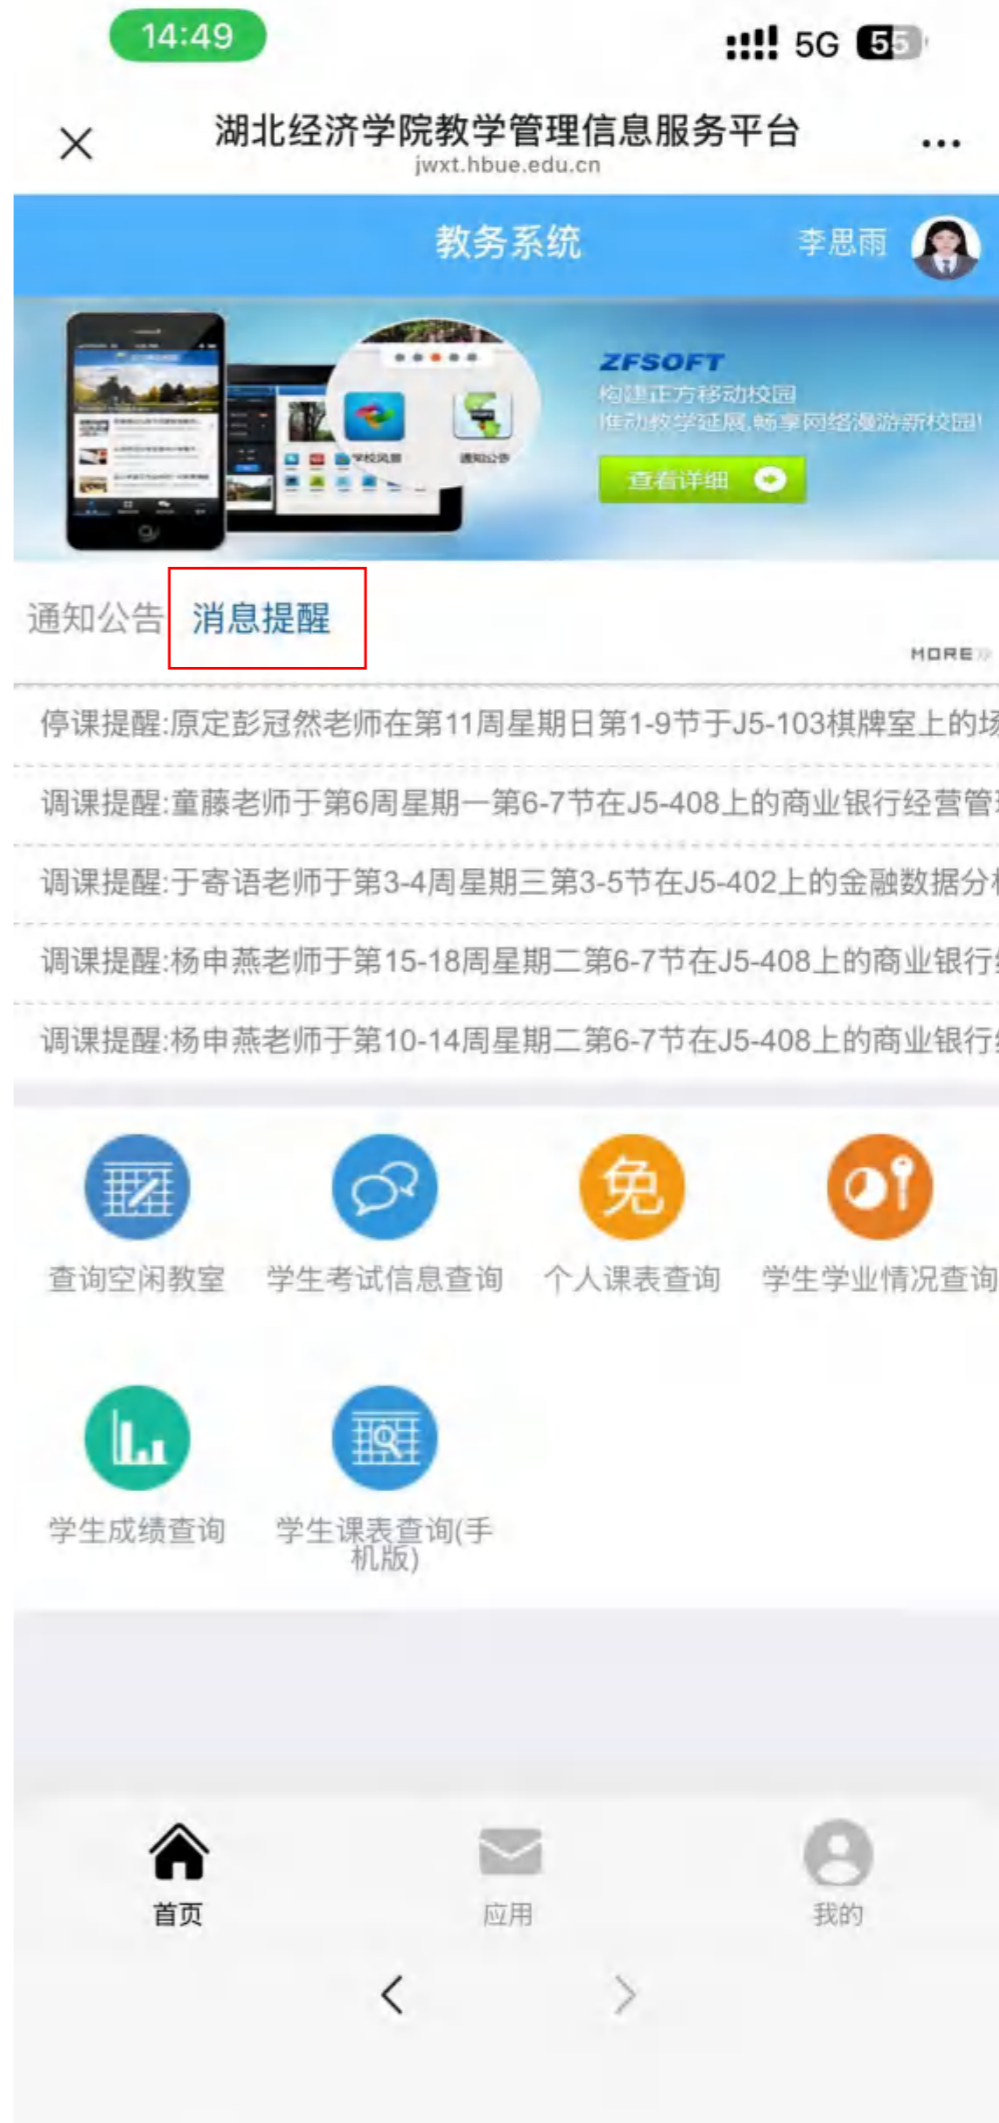 14:49
5G 55
湖北经济学院教学管理信息服务平台
jwxt.hbue.edu.cn
教务系统
李思雨
ZFSOFT
构建正方移动校园
推动教学延展,畅享网络漫游新校园!
学校风景
通知公告
查看详细
通知公告
消息提醒
MORE
停课提醒:原定彭冠然老师在第11周星期日第1-9节于J5-103棋牌室上的场
调课提醒:童藤老师于第6周星期一第6-7节在J5-408上的商业银行经营管
调课提醒:于寄语老师于第3-4周星期三第3-5节在J5-402上的金融数据分
调课提醒:杨申燕老师于第15-18周星期二第6-7节在J5-408上的商业银行
调课提醒:杨申燕老师于第10-14周星期二第6-7节在J5-408上的商业银行
免
查询空闲教室
学生考试信息查询
个人课表查询
学生学业情况查询
学生成绩查询
学生课表查询(手
机版)
首页
应用
我的